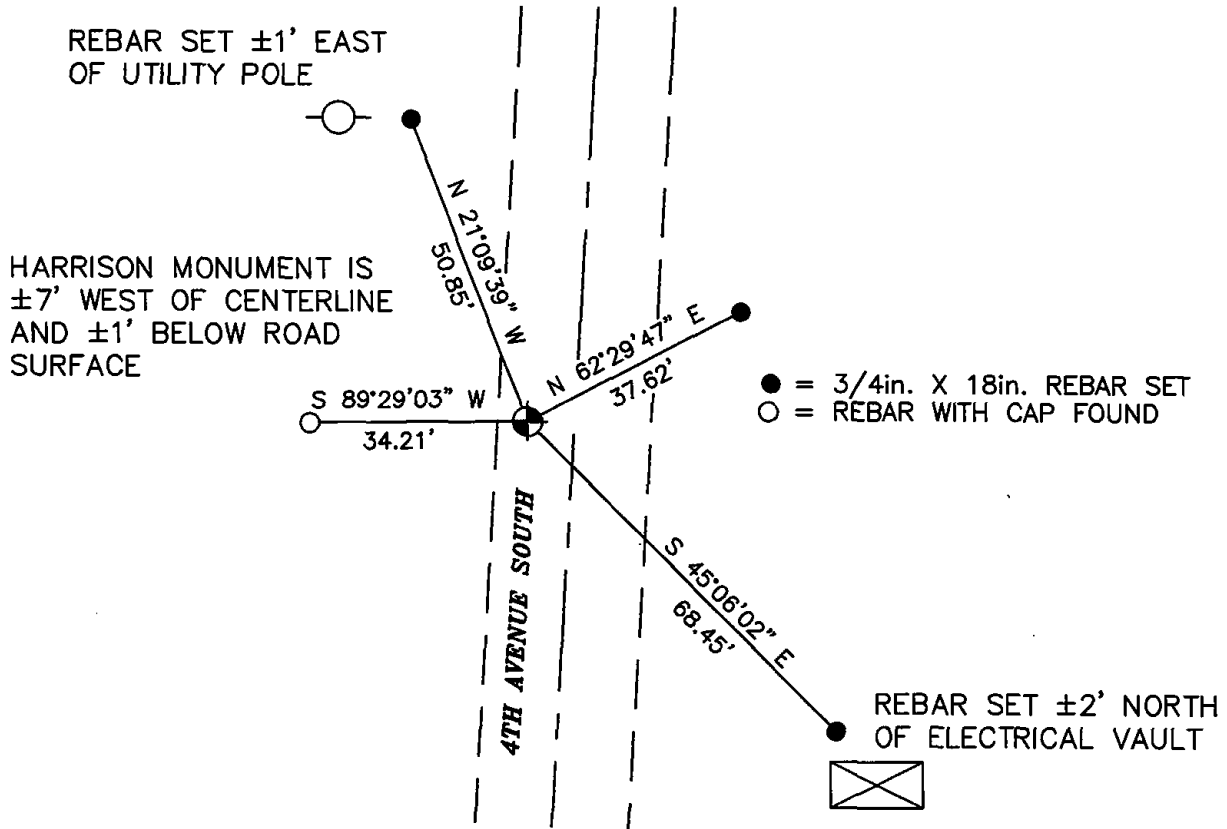 REBAR SET ±1' EAST
OF UTILITY POLE
N 21°09'39" W
50.85'
HARRISON MONUMENT IS
±7' WEST OF CENTERLINE
AND ±1' BELOW ROAD
SURFACE
N 62°29'47" E
37.62'
● = 3/4in. X 18in. REBAR SET
○ = REBAR WITH CAP FOUND
S 89°29'03" W
34.21'
4TH AVENUE SOUTH
S 45°06'02" E
68.45'
REBAR SET ±2' NORTH
OF ELECTRICAL VAULT